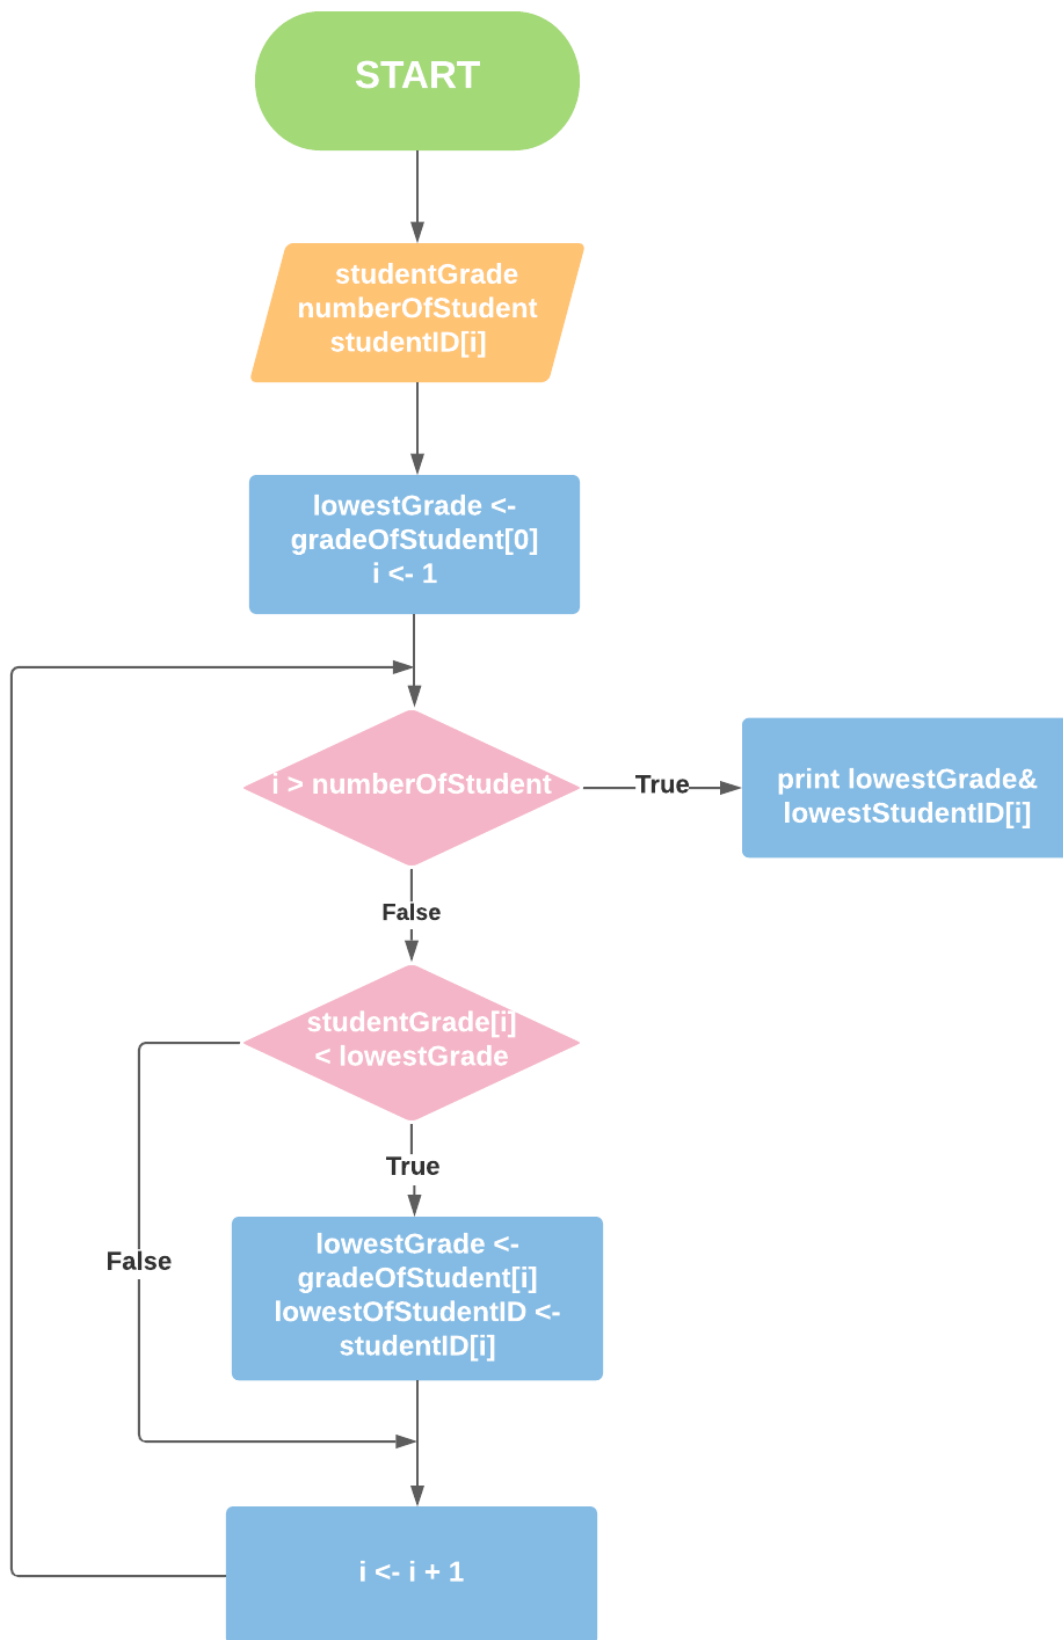 START
studentGrade
numberOfStudent
studentID[i]
lowestGrade <-
gradeOfStudent[0]
i <- 1
i > numberOfStudent
True
print lowestGrade&
lowestStudentID[i]
False
studentGrade[i]
< lowestGrade
True
False
lowestGrade <-
gradeOfStudent[i]
lowestOfStudentID <-
studentID[i]
i <- i + 1